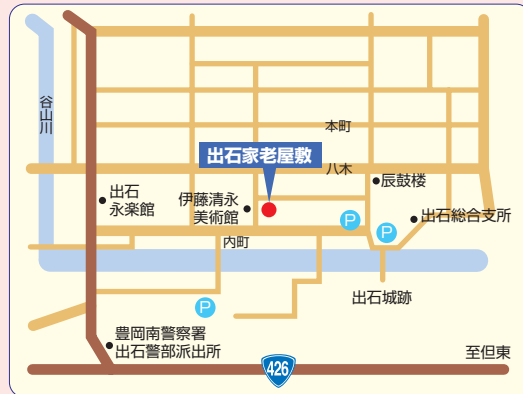 谷山川
本町
出石家老屋敷
八木
辰鼓楼
出石
永楽館
伊藤清永
美術館
P
P
出石総合支所
内町
出石城跡
P
豊岡南警察署
出石警部派出所
至但東
426